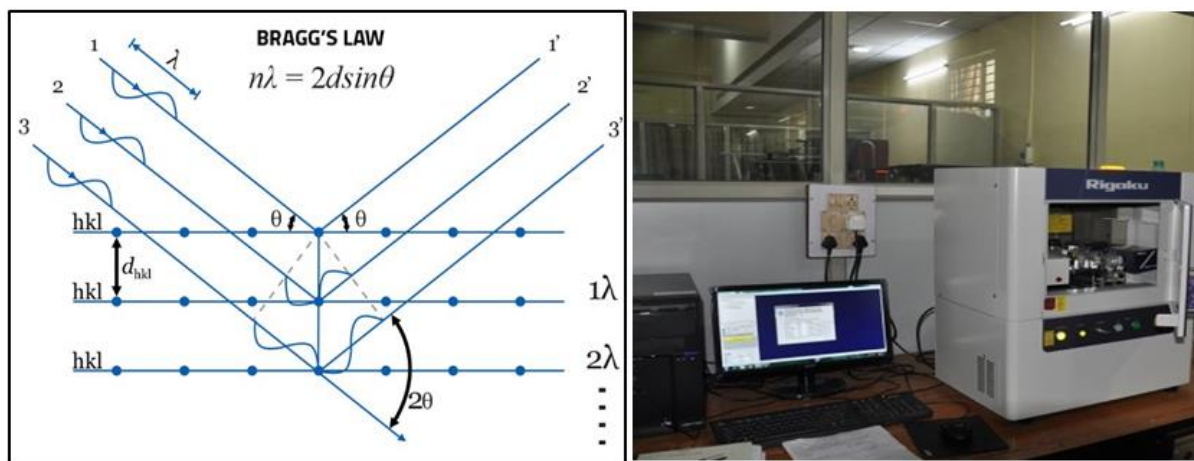 BRAGG'S LAW
nλ = 2dsinθ
1
λ
1'
2
2'
3
3'
θ
θ
hkl
d_hkl
hkl
1λ
hkl
2λ
2θ
Rigaku